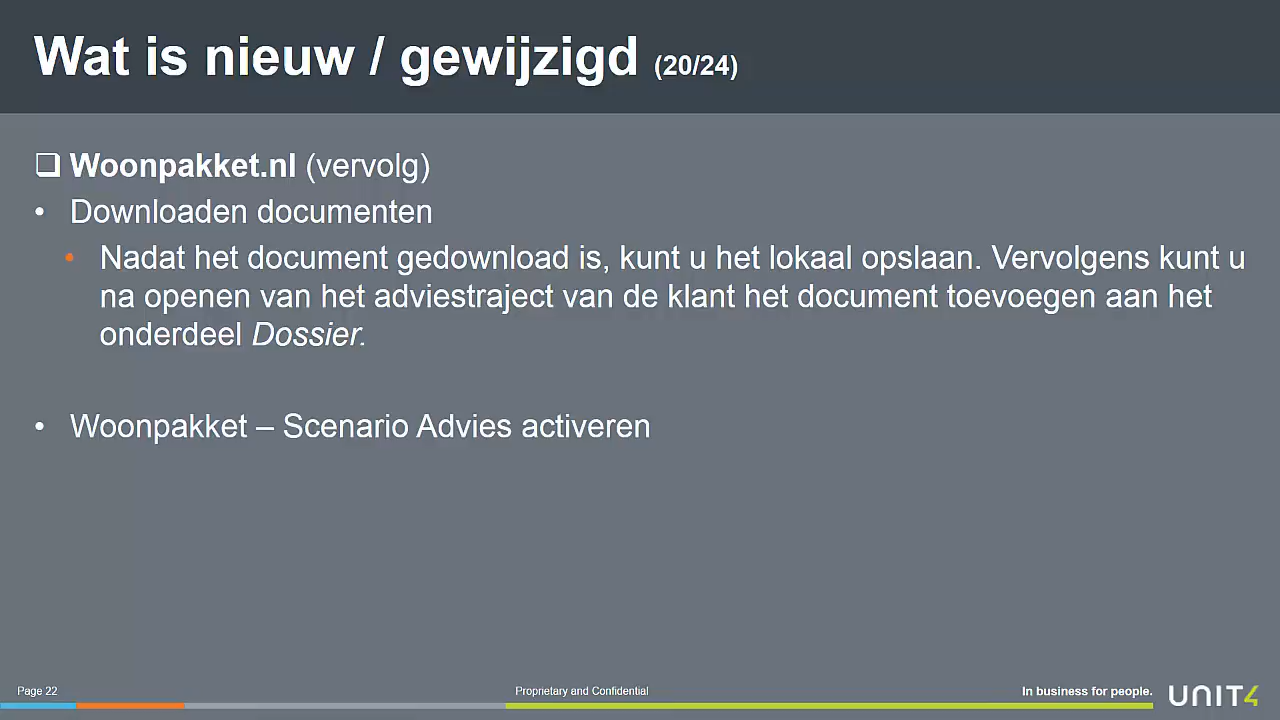 Wat is nieuw / gewijzigd (20/24)
❑ Woonpakket.nl (vervolg)
• Downloaden documenten
• Nadat het document gedownload is, kunt u het lokaal opslaan. Vervolgens kunt u
na openen van het adviestraject van de klant het document toevoegen aan het
onderdeel Dossier.
• Woonpakket – Scenario Advies activeren
Page 22
Proprietary and Confidential
In business for people.
UNIT4